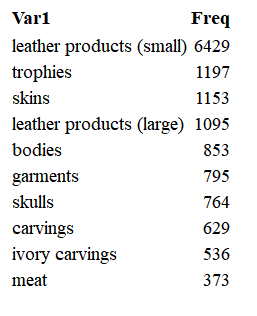 Var1 Freq
leather products (small) 6429
trophies 1197
skins 1153
leather products (large) 1095
bodies 853
garments 795
skulls 764
carvings 629
ivory carvings 536
meat 373